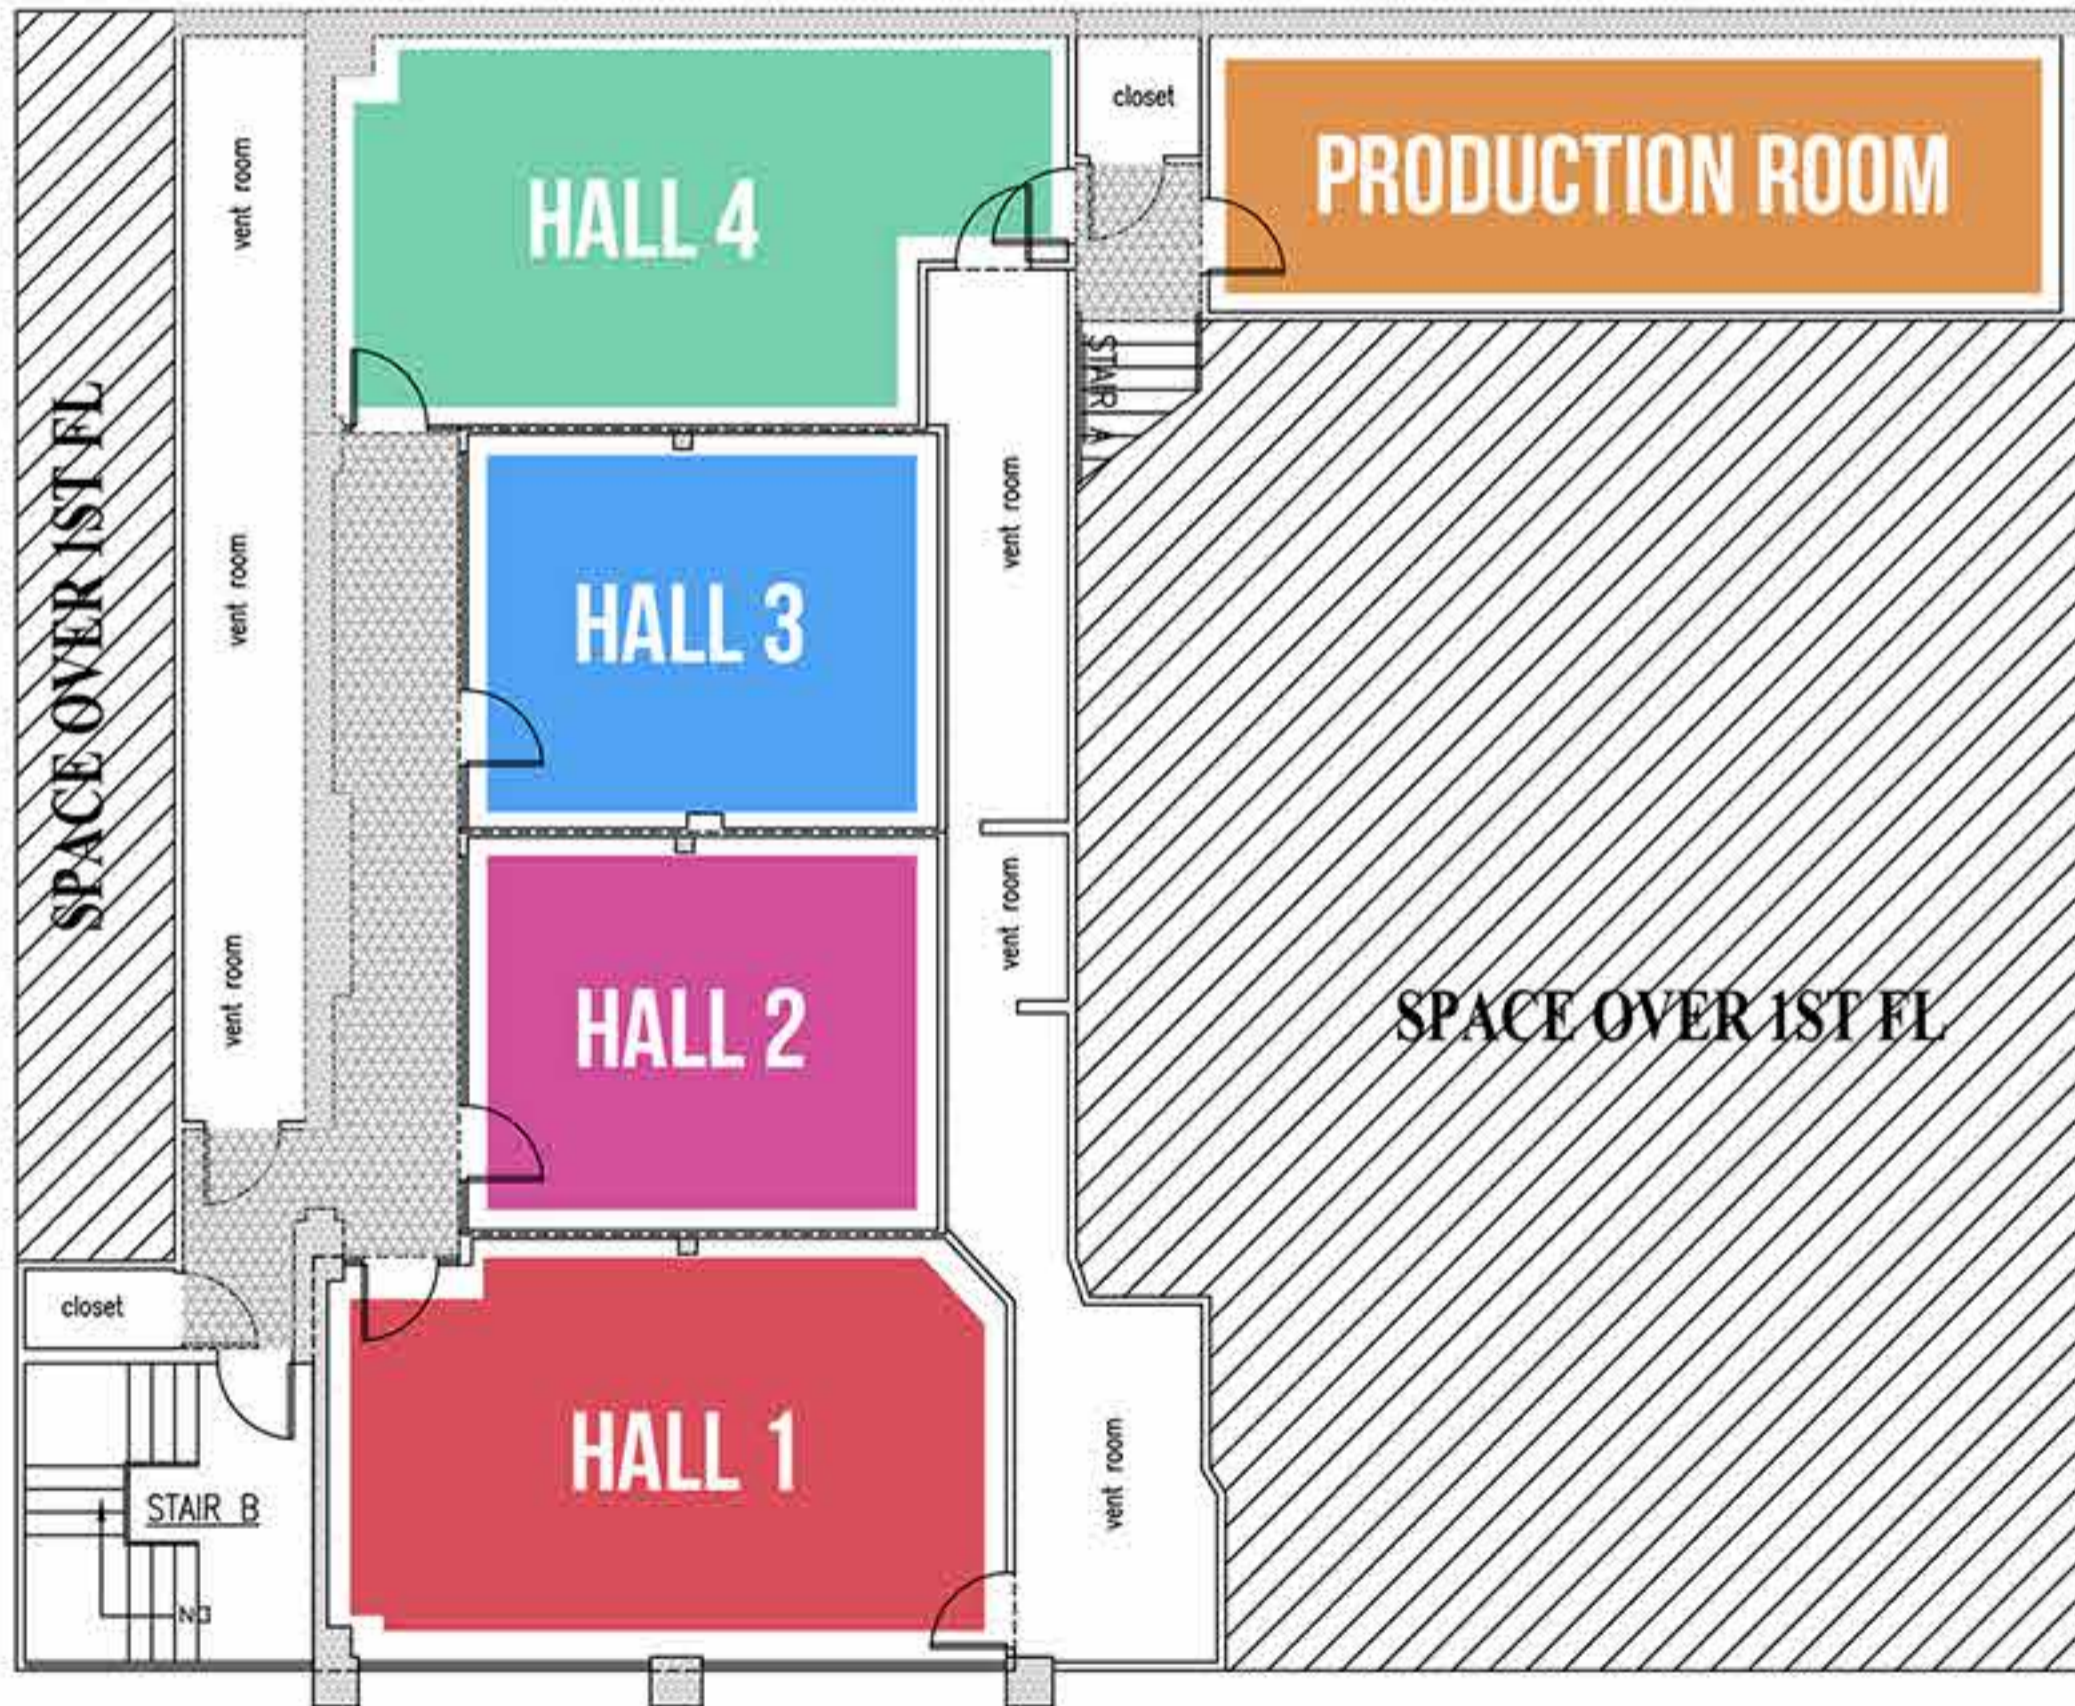 closet
PRODUCTION ROOM
vent room
HALL 4
STAIR A
SPACE OVER 1ST FL
vent room
HALL 3
vent room
vent room
HALL 2
vent room
SPACE OVER 1ST FL
closet
HALL 1
vent room
STAIR B
DN